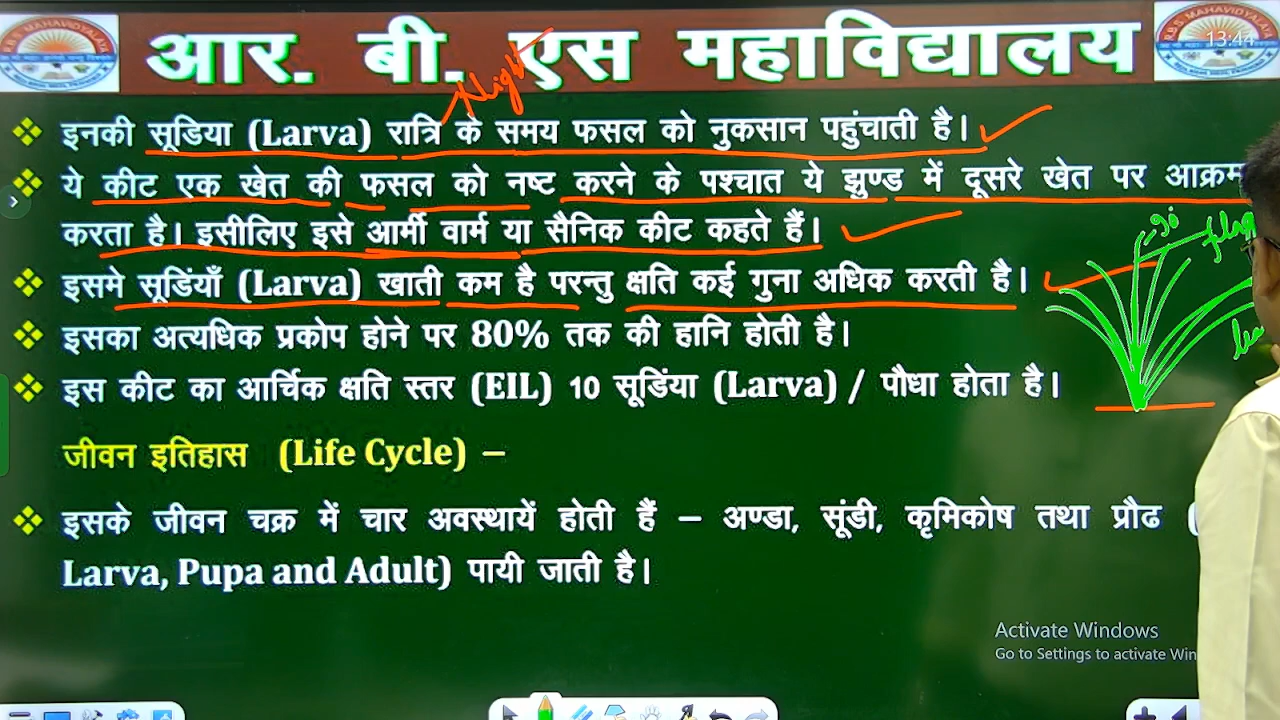 R.B.S. MAHAVIDYALAYA
आर. बी. एस महाविद्यालय
13:44
Night
इनकी सूडिया (Larva) रात्रि के समय फसल को नुकसान पहुंचाती है।
ये कीट एक खेत की फसल को नष्ट करने के पश्चात ये झुण्ड में दूसरे खेत पर आक्रम
करता है। इसीलिए इसे आर्मी वार्म या सैनिक कीट कहते हैं।
इसमे सूडिंयाँ (Larva) खाती कम है परन्तु क्षति कई गुना अधिक करती है।
इसका अत्यधिक प्रकोप होने पर 80% तक की हानि होती है।
इस कीट का आर्चिक क्षति स्तर (EIL) 10 सूडिंया (Larva) / पौधा होता है।
जीवन इतिहास (Life Cycle) –
इसके जीवन चक्र में चार अवस्थायें होती हैं – अण्डा, सूंडी, कृमिकोष तथा प्रौढ (
Larva, Pupa and Adult) पायी जाती है।
Activate Windows
Go to Settings to activate Win